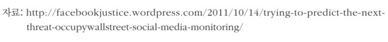 자료: http://facebookjustice.wordpress.com/2011/10/14/trying-to-predict-the-next-
threat-occupywallstreet-social-media-monitoring/